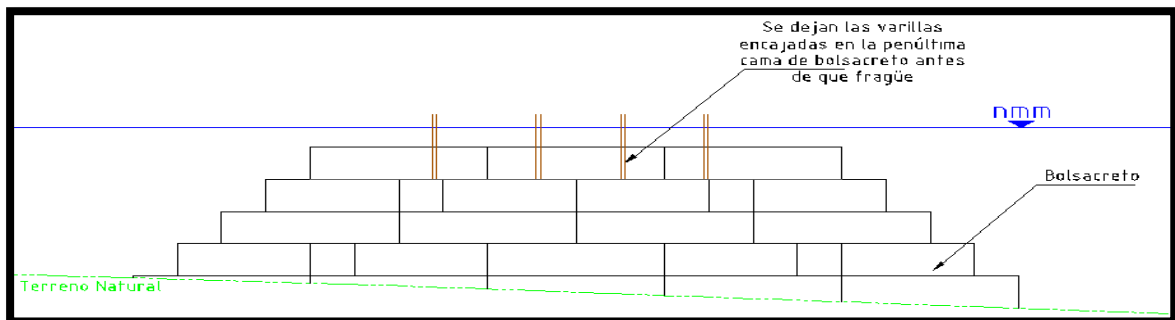 Se dejan las varillas
encajadas en la penúltima
cama de bolsacreto antes
de que fragüe
nmm
Bolsacreto
Terreno Natural